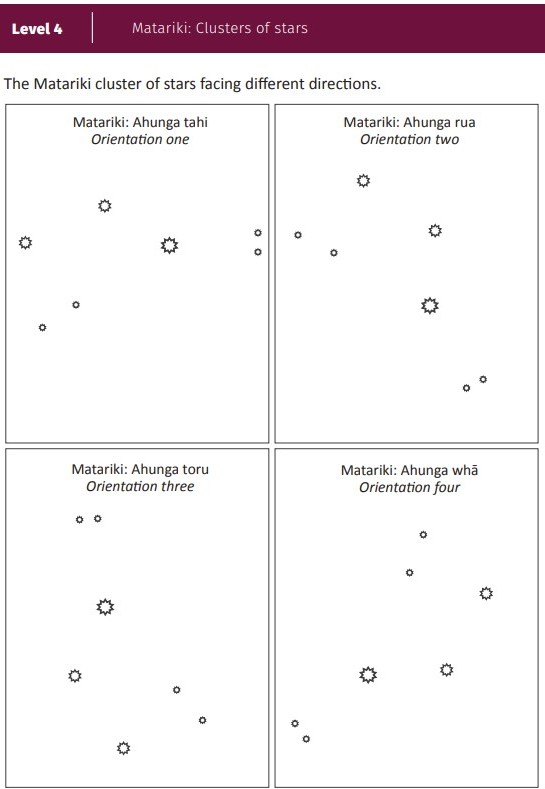 Level 4
Matariki: Clusters of stars
The Matariki cluster of stars facing different directions.
Matariki: Ahunga tahi
Orientation one
Matariki: Ahunga rua
Orientation two
Matariki: Ahunga toru
Orientation three
Matariki: Ahunga whā
Orientation four